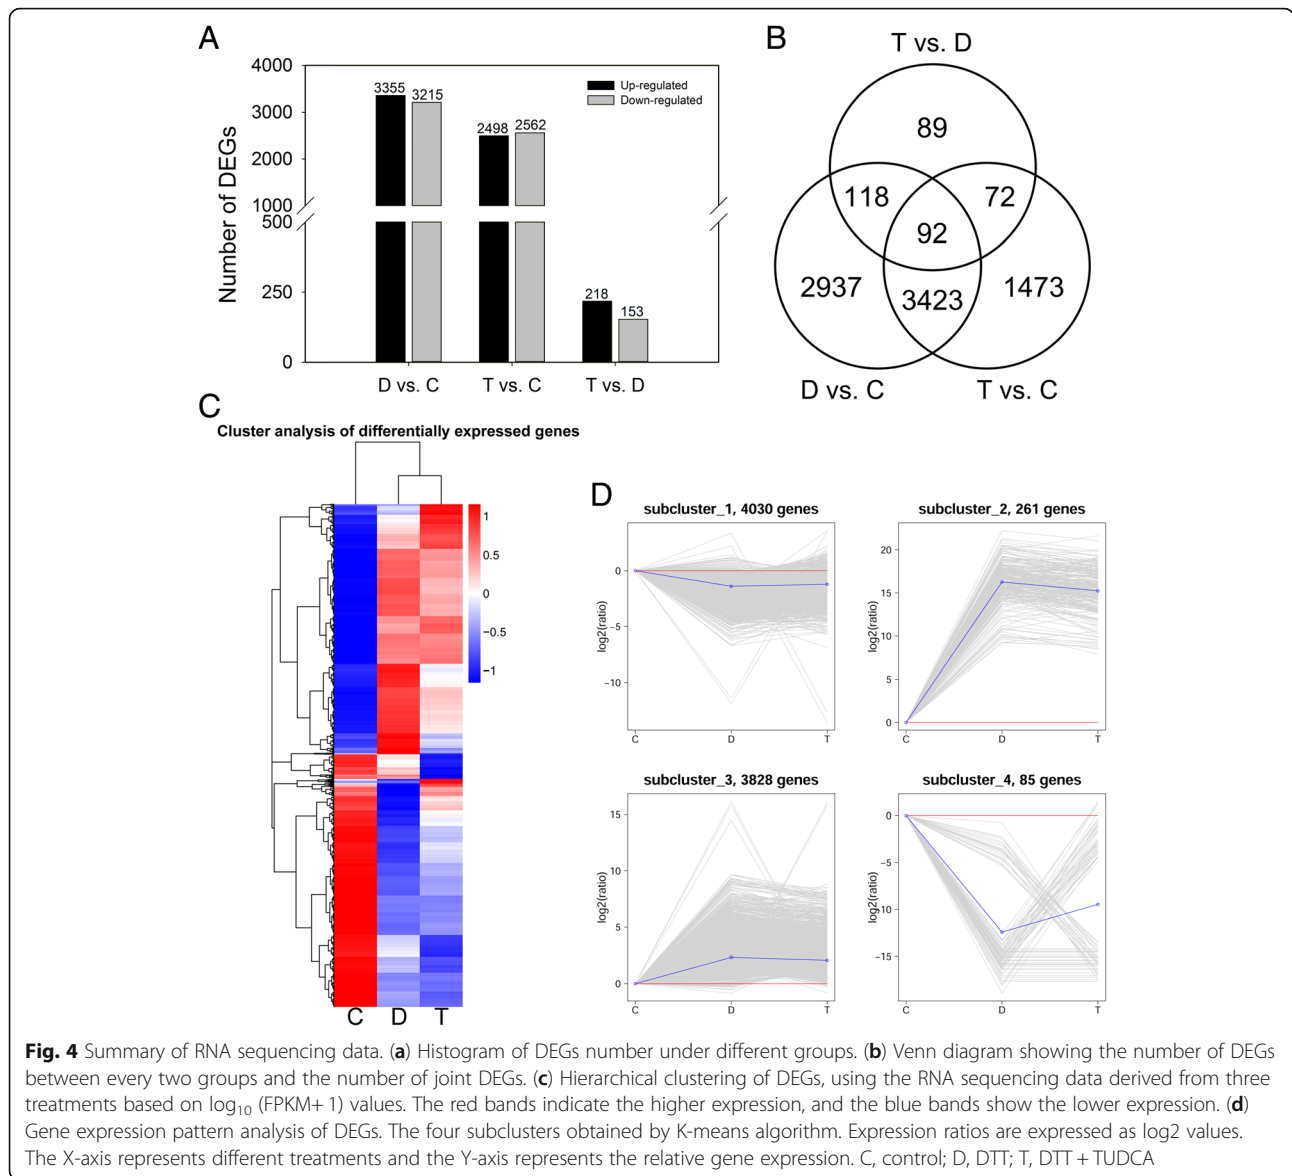 A
4000
3000
2000
1000
500
250
0
Number of DEGs
3355
3215
2498
2562
218
153
Up-regulated
Down-regulated
D vs. C
T vs. C
T vs. D
B
T vs. D
89
118
72
92
2937
3423
1473
D vs. C
T vs. C
C
Cluster analysis of differentially expressed genes
1
0.5
0
−0.5
−1
C D T
D
subcluster_1, 4030 genes
log2(ratio)
0
−5
−10
C D T
subcluster_2, 261 genes
log2(ratio)
20
15
10
5
0
C D T
subcluster_3, 3828 genes
log2(ratio)
15
10
5
0
C D T
subcluster_4, 85 genes
log2(ratio)
0
−5
−10
−15
C D T
Fig. 4 Summary of RNA sequencing data. (a) Histogram of DEGs number under different groups. (b) Venn diagram showing the number of DEGs
between every two groups and the number of joint DEGs. (c) Hierarchical clustering of DEGs, using the RNA sequencing data derived from three
treatments based on log10 (FPKM+ 1) values. The red bands indicate the higher expression, and the blue bands show the lower expression. (d)
Gene expression pattern analysis of DEGs. The four subclusters obtained by K-means algorithm. Expression ratios are expressed as log2 values.
The X-axis represents different treatments and the Y-axis represents the relative gene expression. C, control; D, DTT; T, DTT + TUDCA